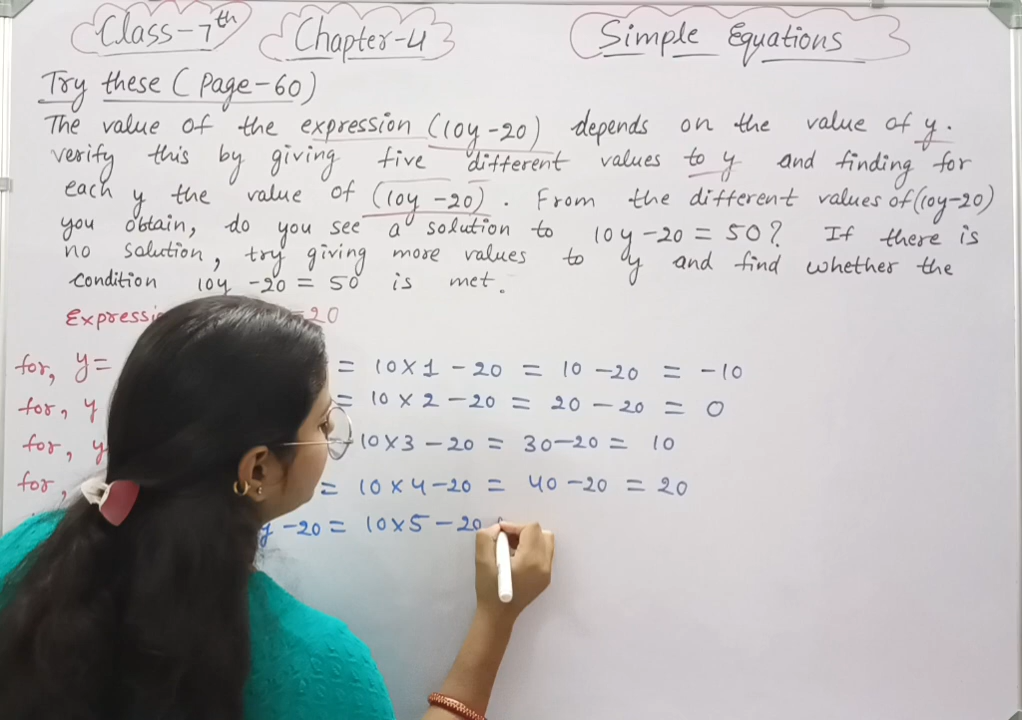 Class-7th Chapter-4 Simple Equations
Try these (Page-60)
The value of the expression (10y-20) depends on the value of y.
verify this by giving five different values to y and finding for
each y the value of (10y-20). From the different values of (10y-20)
you obtain, do you see a solution to 10y-20 = 50? If there is
no solution, try giving more values to y and find whether the
condition 10y -20 = 50 is met.
-20
for, y= = 10×1 -20 = 10 -20 = -10
for, y = 10×2-20 = 20-20 = 0
for, y 10×3-20 = 30-20 = 10
for, = 10×4-20 = 40-20 = 20
y -20 = 10×5-20